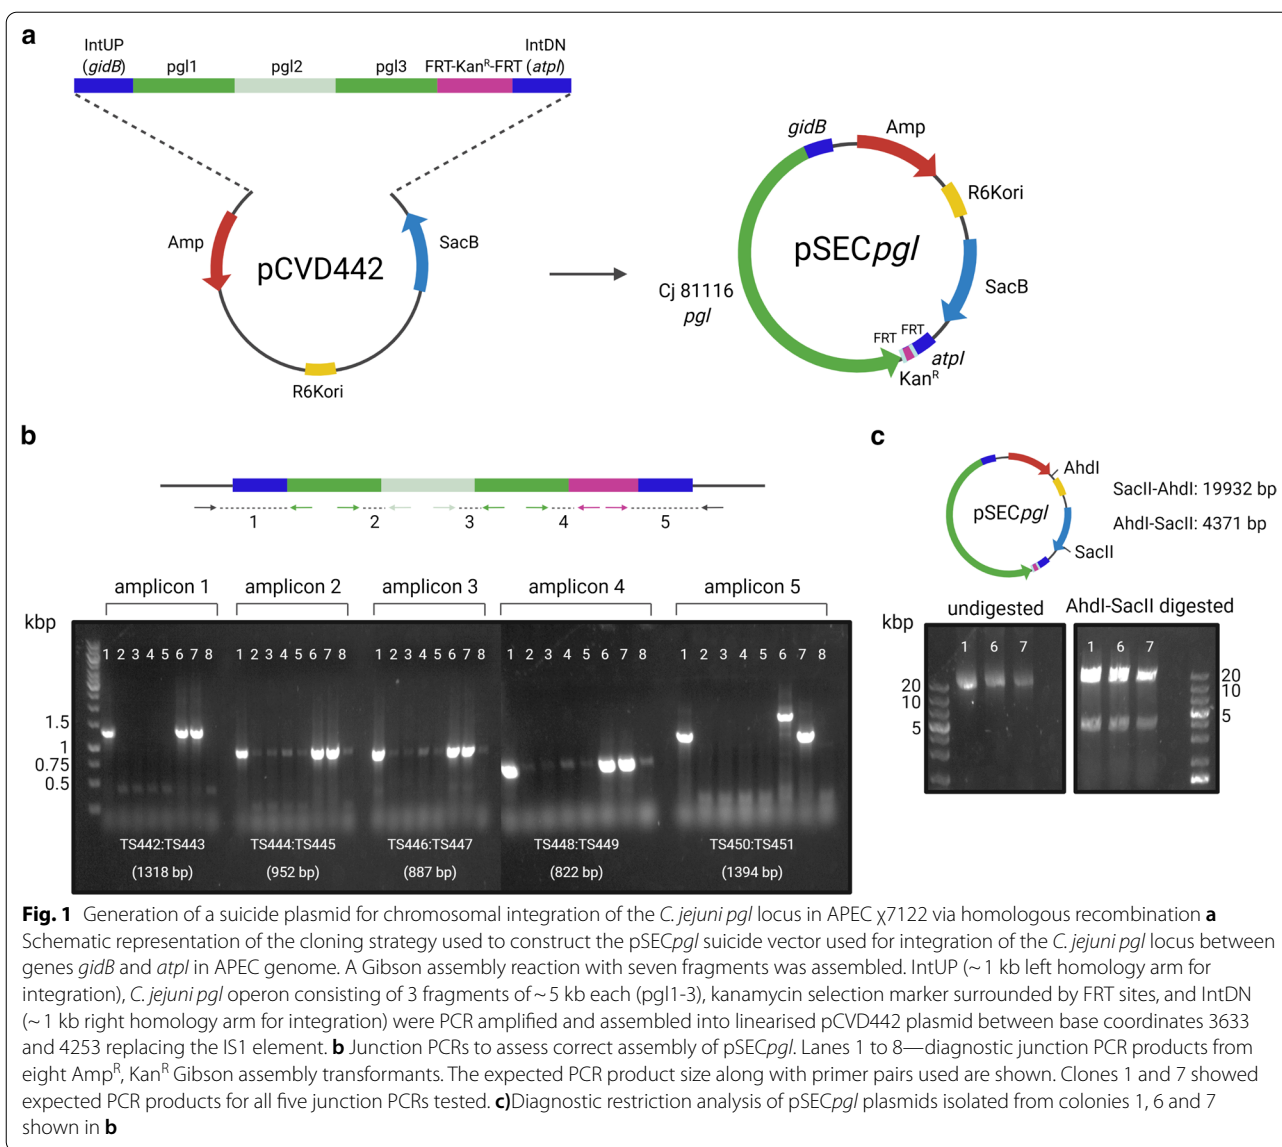 a
IntUP
(gidB)
pgl1
pgl2
pgl3
FRT-Kanᴿ-FRT
IntDN
(atpI)
Amp
SacB
pCVD442
R6Kori
gidB
Amp
R6Kori
SacB
pSECpgl
Cj 81116
pgl
FRT
FRT
atpI
Kanᴿ
b
1
2
3
4
5
amplicon 1
amplicon 2
amplicon 3
amplicon 4
amplicon 5
kbp
1 2 3 4 5 6 7 8
1 2 3 4 5 6 7 8
1 2 3 4 5 6 7 8
1 2 3 4 5 6 7 8
1 2 3 4 5 6 7 8
1.5
1
0.75
0.5
TS442:TS443
(1318 bp)
TS444:TS445
(952 bp)
TS446:TS447
(887 bp)
TS448:TS449
(822 bp)
TS450:TS451
(1394 bp)
c
AhdI
SacII
pSECpgl
SacII-AhdI: 19932 bp
AhdI-SacII: 4371 bp
undigested
AhdI-SacII digested
kbp
1 6 7
20
10
5
1 6 7
20
10
5
Fig. 1 Generation of a suicide plasmid for chromosomal integration of the C. jejuni pgl locus in APEC χ7122 via homologous recombination a
Schematic representation of the cloning strategy used to construct the pSECpgl suicide vector used for integration of the C. jejuni pgl locus between
genes gidB and atpI in APEC genome. A Gibson assembly reaction with seven fragments was assembled. IntUP (~ 1 kb left homology arm for
integration), C. jejuni pgl operon consisting of 3 fragments of ~ 5 kb each (pgl1-3), kanamycin selection marker surrounded by FRT sites, and IntDN
(~ 1 kb right homology arm for integration) were PCR amplified and assembled into linearised pCVD442 plasmid between base coordinates 3633
and 4253 replacing the IS1 element. b Junction PCRs to assess correct assembly of pSECpgl. Lanes 1 to 8—diagnostic junction PCR products from
eight Ampᴿ, Kanᴿ Gibson assembly transformants. The expected PCR product size along with primer pairs used are shown. Clones 1 and 7 showed
expected PCR products for all five junction PCRs tested. c)Diagnostic restriction analysis of pSECpgl plasmids isolated from colonies 1, 6 and 7
shown in b